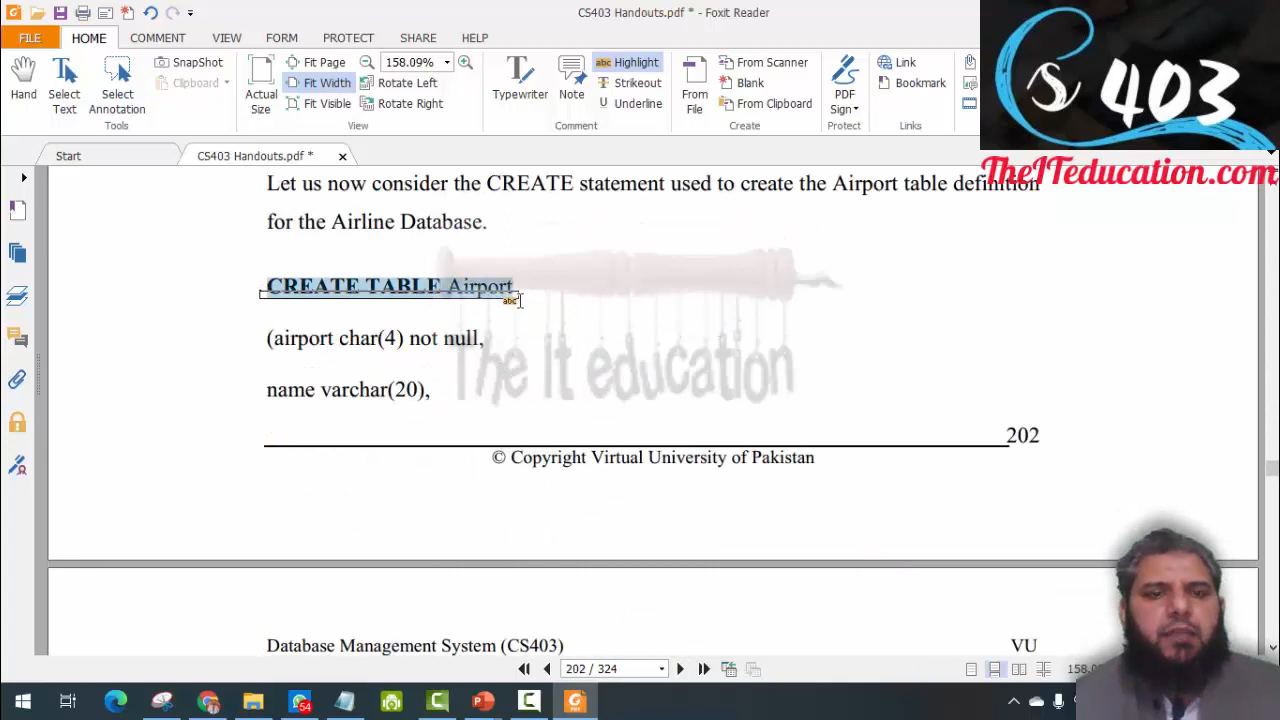 CS403 Handouts.pdf * - Foxit Reader
FILE HOME COMMENT VIEW FORM PROTECT SHARE HELP
Hand
Select Text
Select Annotation
SnapShot
Clipboard
Tools
Actual Size
Fit Page
Fit Width
Fit Visible
158.09%
Rotate Left
Rotate Right
View
Typewriter
Note
abc Highlight
T Strikeout
U Underline
Comment
From File
From Scanner
Blank
From Clipboard
Create
PDF Sign
Protect
Link
Bookmark
Links
CS 403
TheITeducation.com
Start
CS403 Handouts.pdf *
Let us now consider the CREATE statement used to create the Airport table definition
for the Airline Database.
CREATE TABLE Airport
abc
(airport char(4) not null,
name varchar(20),
The It education
202
© Copyright Virtual University of Pakistan
Database Management System (CS403)
VU
202 / 324
158.0
54